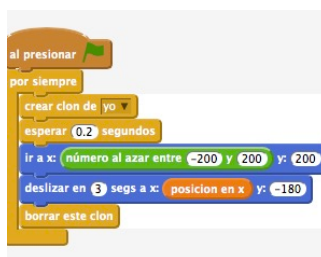 al presionar
por siempre
crear clon de yo
esperar 0.2 segundos
ir a x: número al azar entre -200 y 200 y: 200
deslizar en 3 segs a x: posicion en x y: -180
borrar este clon